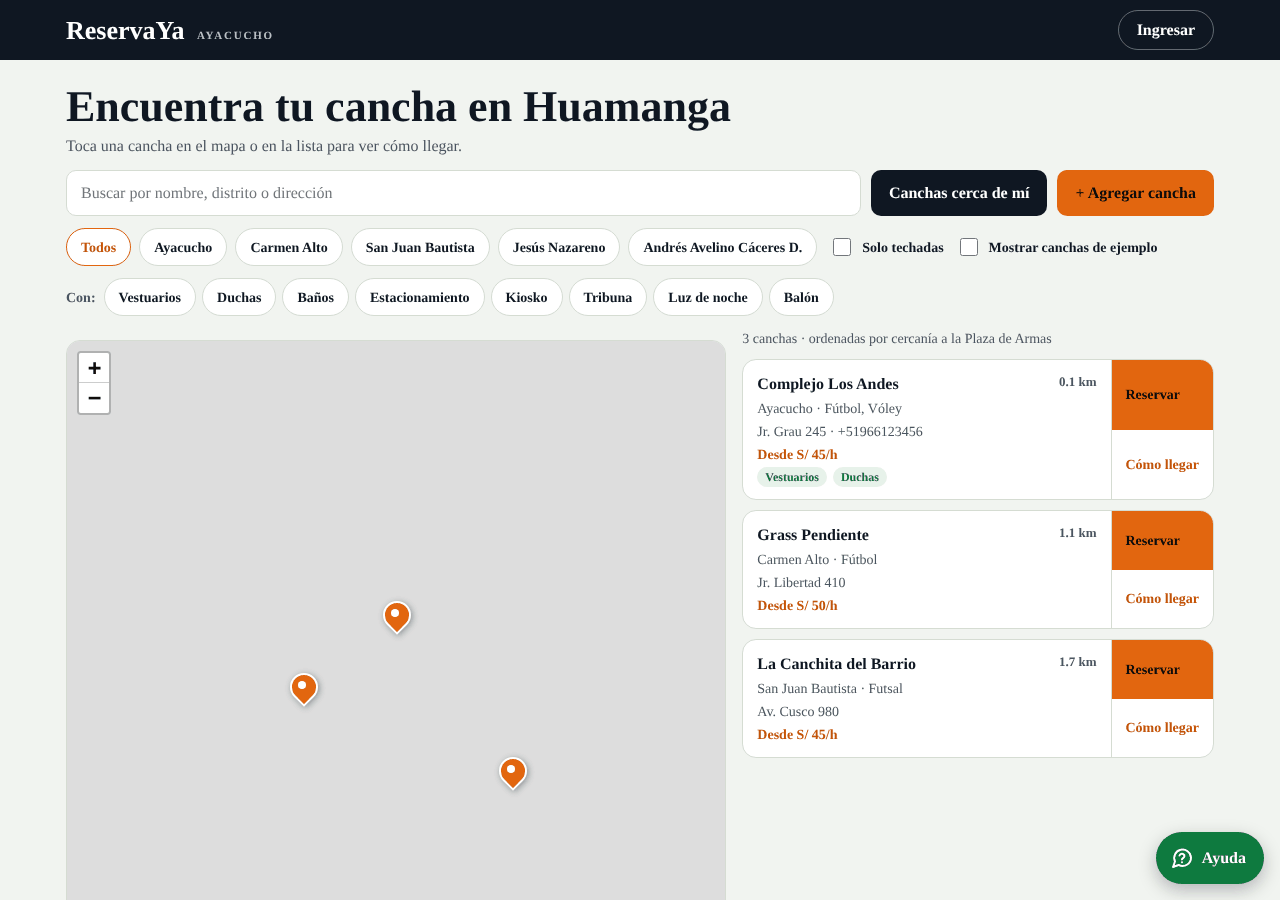 ReservaYa AYACUCHO
Ingresar
Encuentra tu cancha en Huamanga
Toca una cancha en el mapa o en la lista para ver cómo llegar.
Buscar por nombre, distrito o dirección
Canchas cerca de mí
+ Agregar cancha
Todos
Ayacucho
Carmen Alto
San Juan Bautista
Jesús Nazareno
Andrés Avelino Cáceres D.
Solo techadas
Mostrar canchas de ejemplo
Con:
Vestuarios
Duchas
Baños
Estacionamiento
Kiosko
Tribuna
Luz de noche
Balón
+
−
3 canchas · ordenadas por cercanía a la Plaza de Armas
Complejo Los Andes
0.1 km
Ayacucho · Fútbol, Vóley
Jr. Grau 245 · +51966123456
Desde S/ 45/h
Vestuarios
Duchas
Reservar
Cómo llegar
Grass Pendiente
1.1 km
Carmen Alto · Fútbol
Jr. Libertad 410
Desde S/ 50/h
Reservar
Cómo llegar
La Canchita del Barrio
1.7 km
San Juan Bautista · Futsal
Av. Cusco 980
Desde S/ 45/h
Reservar
Cómo llegar
Ayuda